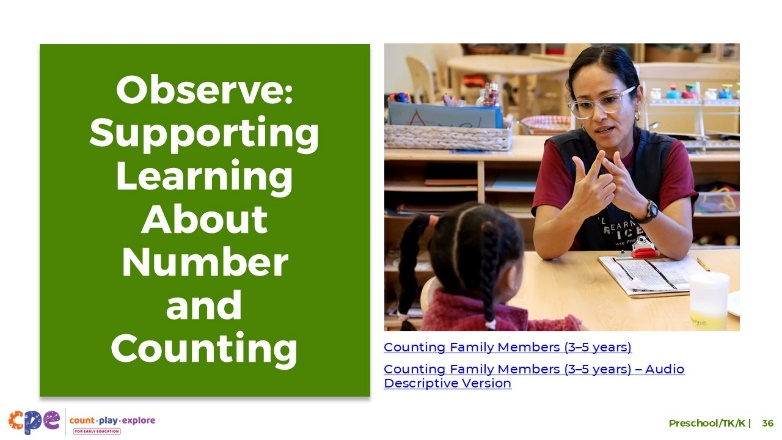 Observe:
Supporting
Learning
About
Number
and
Counting
Counting Family Members (3–5 years)
Counting Family Members (3–5 years) – Audio
Descriptive Version
cpe
count·play·explore
FOR EARLY EDUCATION
Preschool/TK/K | 36